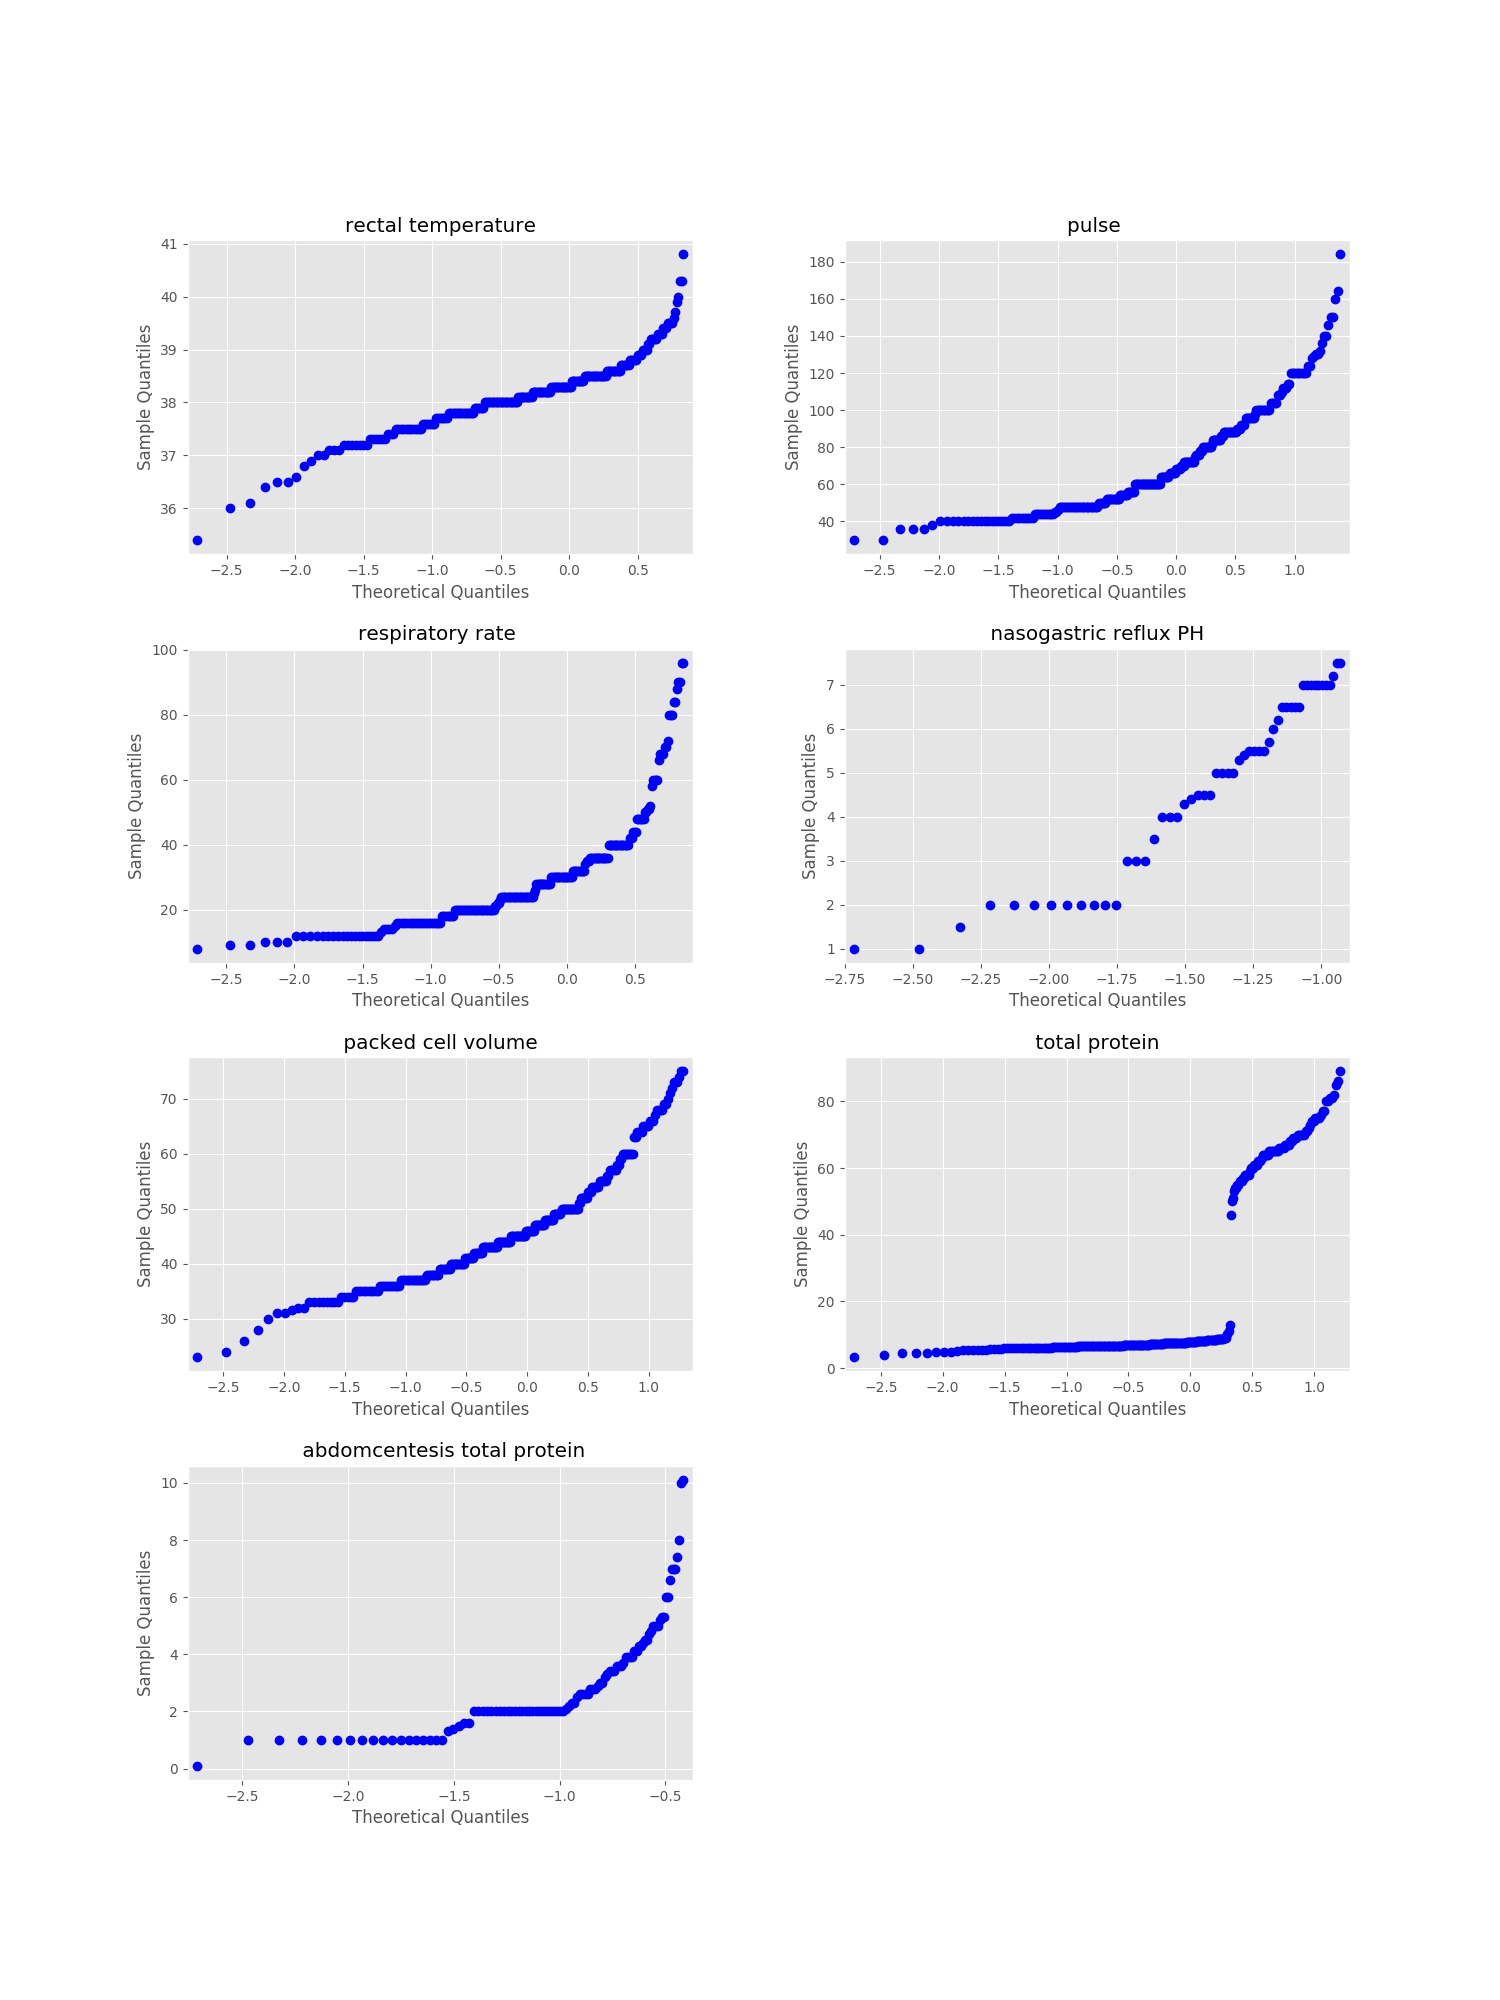 rectal temperature
41
40
39
38
37
36
Sample Quantiles
−2.5 −2.0 −1.5 −1.0 −0.5 0.0 0.5
Theoretical Quantiles
pulse
180
160
140
120
100
80
60
40
Sample Quantiles
−2.5 −2.0 −1.5 −1.0 −0.5 0.0 0.5 1.0
Theoretical Quantiles
respiratory rate
100
80
60
40
20
Sample Quantiles
−2.5 −2.0 −1.5 −1.0 −0.5 0.0 0.5
Theoretical Quantiles
nasogastric reflux PH
7
6
5
4
3
2
1
Sample Quantiles
−2.75 −2.50 −2.25 −2.00 −1.75 −1.50 −1.25 −1.00
Theoretical Quantiles
packed cell volume
70
60
50
40
30
Sample Quantiles
−2.5 −2.0 −1.5 −1.0 −0.5 0.0 0.5 1.0
Theoretical Quantiles
total protein
80
60
40
20
0
Sample Quantiles
−2.5 −2.0 −1.5 −1.0 −0.5 0.0 0.5 1.0
Theoretical Quantiles
abdomcentesis total protein
10
8
6
4
2
0
Sample Quantiles
−2.5 −2.0 −1.5 −1.0 −0.5
Theoretical Quantiles